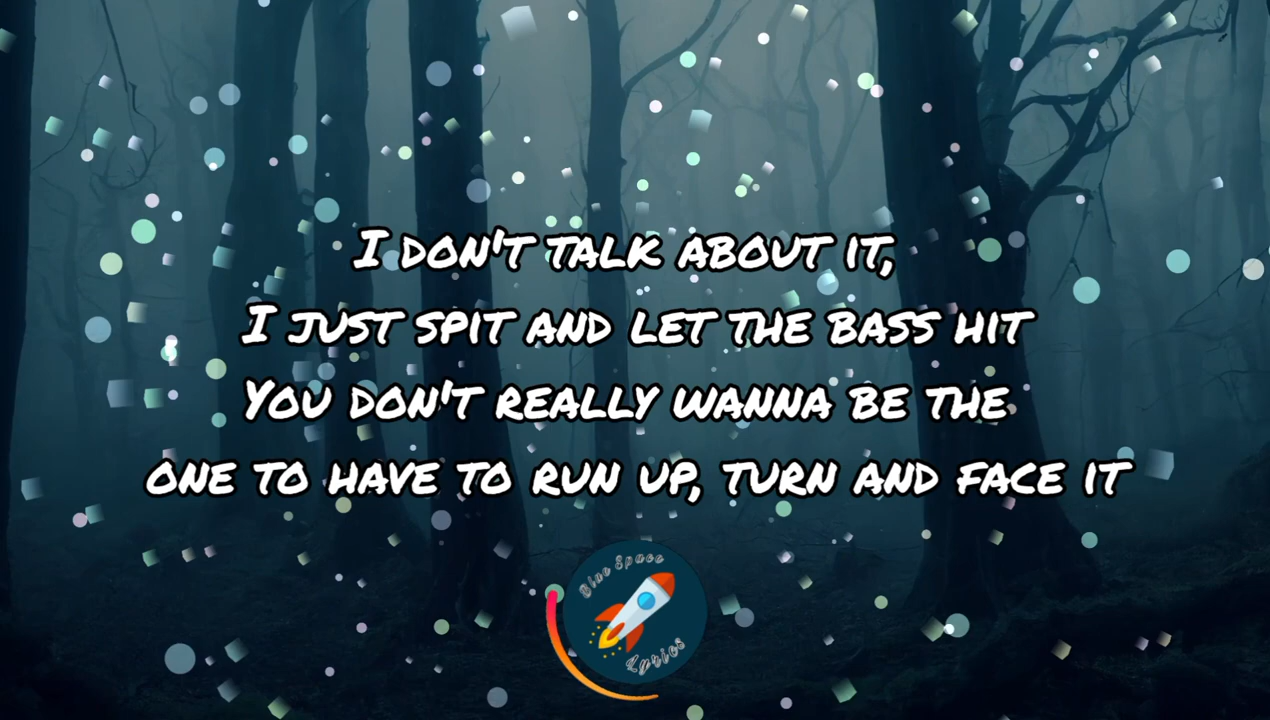 I DON'T TALK ABOUT IT,
I JUST SPIT AND LET THE BASS HIT
YOU DON'T REALLY WANNA BE THE
ONE TO HAVE TO RUN UP, TURN AND FACE IT
Blue Space
Lyrics